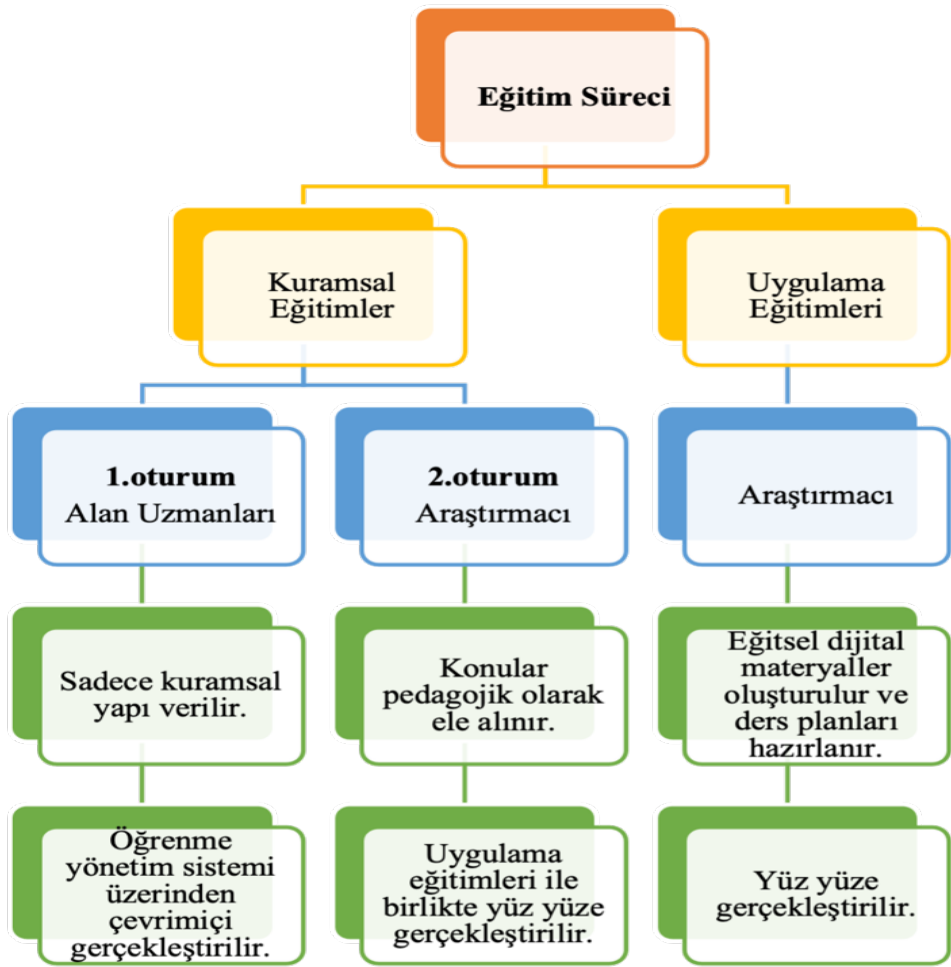 Eğitim Süreci
Kuramsal
Eğitimler
Uygulama
Eğitimleri
1.oturum
Alan Uzmanları
2.oturum
Araştırmacı
Araştırmacı
Sadece kuramsal
yapı verilir.
Konular
pedagojik olarak
ele alınır.
Eğitsel dijital
materyaller
oluşturulur ve
ders planları
hazırlanır.
Öğrenme
yönetim sistemi
üzerinden
çevrimiçi
gerçekleştirilir.
Uygulama
eğitimleri ile
birlikte yüz yüze
gerçekleştirilir.
Yüz yüze
gerçekleştirilir.